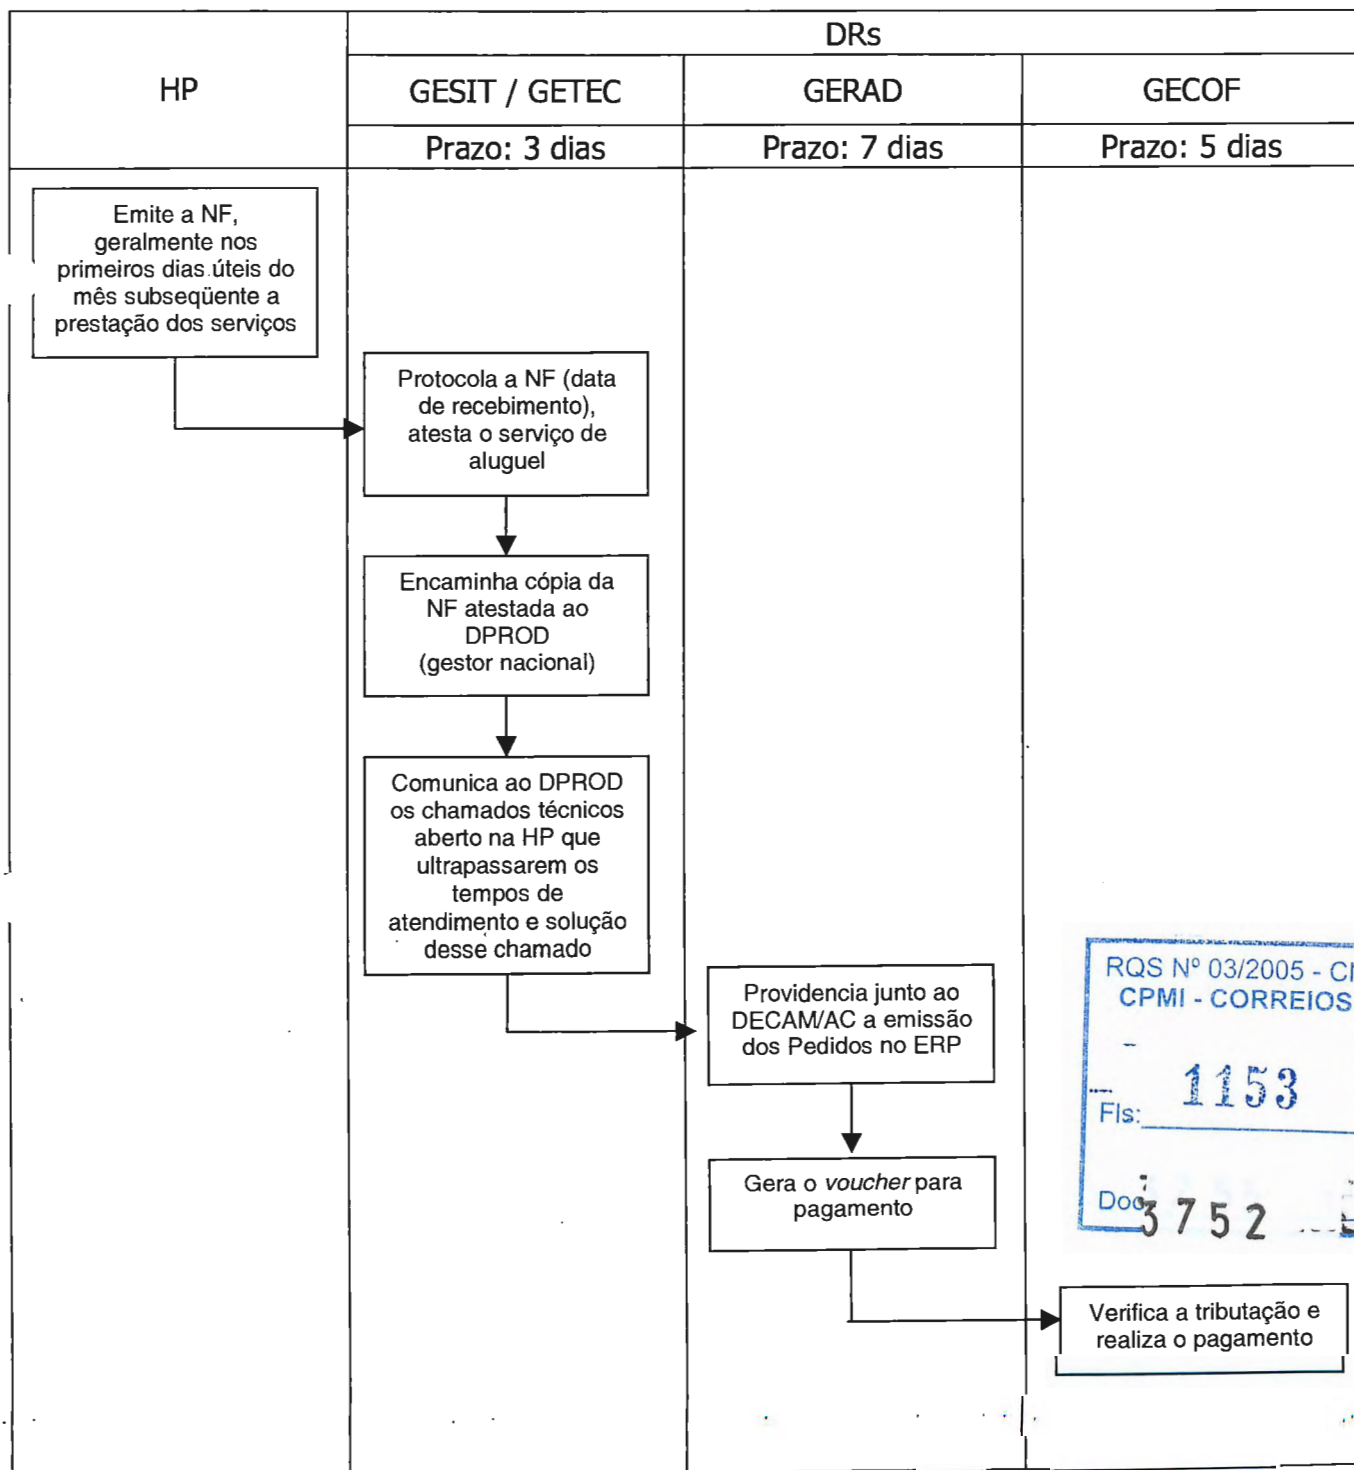 DRs
HP
GESIT / GETEC
GERAD
GECOF
Prazo: 3 dias
Prazo: 7 dias
Prazo: 5 dias
Emite a NF,
geralmente nos
primeiros dias úteis do
mês subseqüente a
prestação dos serviços
Protocola a NF (data
de recebimento),
atesta o serviço de
aluguel
Encaminha cópia da
NF atestada ao
DPROD
(gestor nacional)
Comunica ao DPROD
os chamados técnicos
aberto na HP que
ultrapassarem os
tempos de
atendimento e solução
desse chamado
Providencia junto ao
DECAM/AC a emissão
dos Pedidos no ERP
Gera o voucher para
pagamento
RQS Nº 03/2005 -
CPMI - CORREIOS
1153
Fls:
Doc
3752
Verifica a tributação e
realiza o pagamento